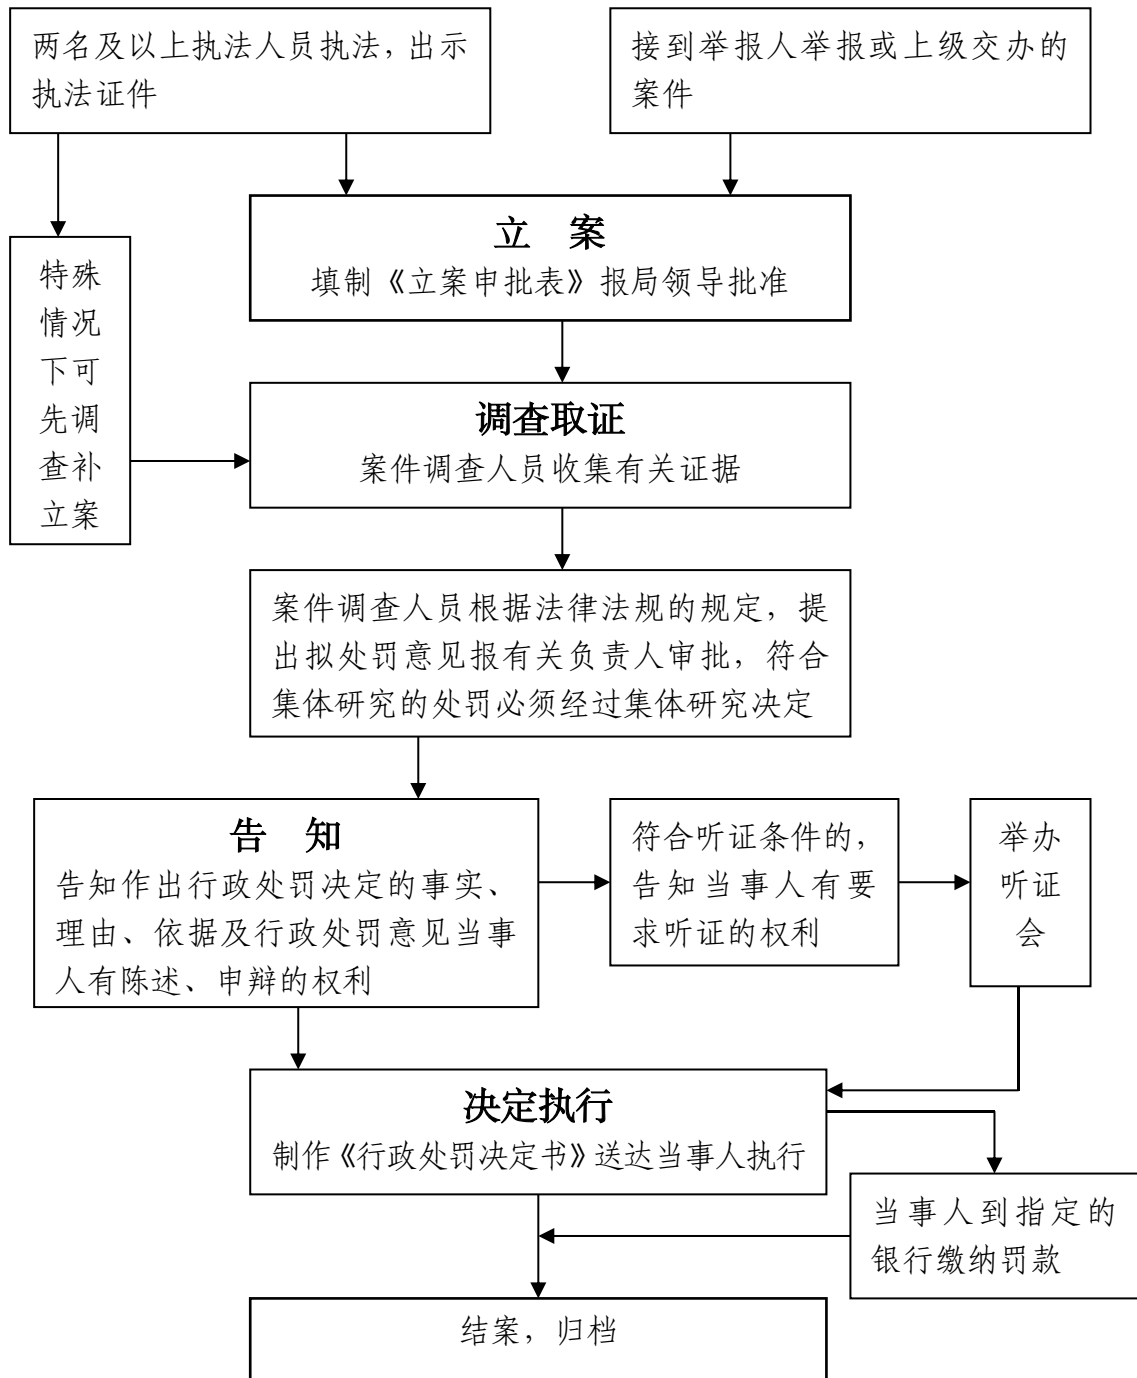 两名及以上执法人员执法，出示
执法证件
接到举报人举报或上级交办的
案件
立 案
填制《立案申批表》报局领导批准
特殊
情况
下可
先调
查补
立案
调查取证
案件调查人员收集有关证据
案件调查人员根据法律法规的规定，提
出拟处罚意见报有关负责人审批，符合
集体研究的处罚必须经过集体研究决定
告 知
告知作出行政处罚决定的事实、
理由、依据及行政处罚意见当事
人有陈述、申辩的权利
符合听证条件的，
告知当事人有要
求听证的权利
举办
听证
会
决定执行
制作《行政处罚决定书》送达当事人执行
当事人到指定的
银行缴纳罚款
结案，归档